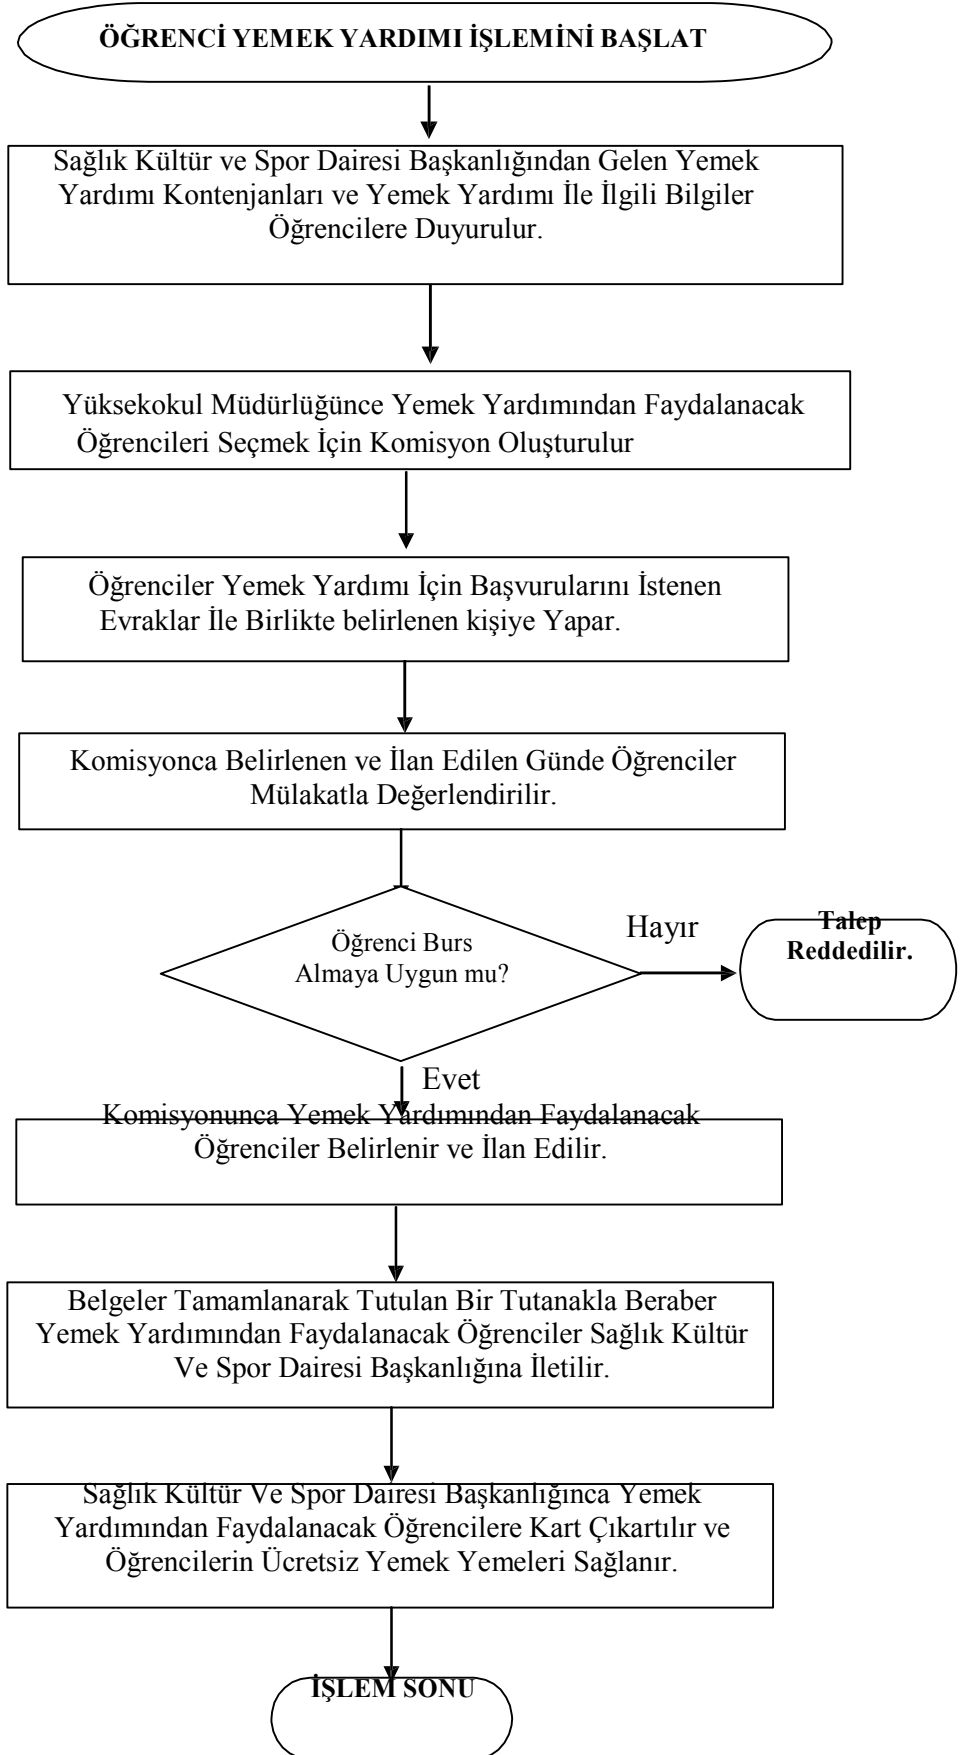 ÖĞRENCİ YEMEK YARDIMI İŞLEMİNİ BAŞLAT
Sağlık Kültür ve Spor Dairesi Başkanlığından Gelen Yemek
Yardımı Kontenjanları ve Yemek Yardımı İle İlgili Bilgiler
Öğrencilere Duyurulur.
Yüksekokul Müdürlüğünce Yemek Yardımından Faydalanacak
Öğrencileri Seçmek İçin Komisyon Oluşturulur
Öğrenciler Yemek Yardımı İçin Başvurularını İstenen
Evraklar İle Birlikte belirlenen kişiye Yapar.
Komisyonca Belirlenen ve İlan Edilen Günde Öğrenciler
Mülakatla Değerlendirilir.
Öğrenci Burs
Almaya Uygun mu?
Hayır
Talep
Reddedilir.
Evet
Komisyonunca Yemek Yardımından Faydalanacak
Öğrenciler Belirlenir ve İlan Edilir.
Belgeler Tamamlanarak Tutulan Bir Tutanakla Beraber
Yemek Yardımından Faydalanacak Öğrenciler Sağlık Kültür
Ve Spor Dairesi Başkanlığına İletilir.
Sağlık Kültür Ve Spor Dairesi Başkanlığınca Yemek
Yardımından Faydalanacak Öğrencilere Kart Çıkartılır ve
Öğrencilerin Ücretsiz Yemek Yemeleri Sağlanır.
İŞLEM SONU